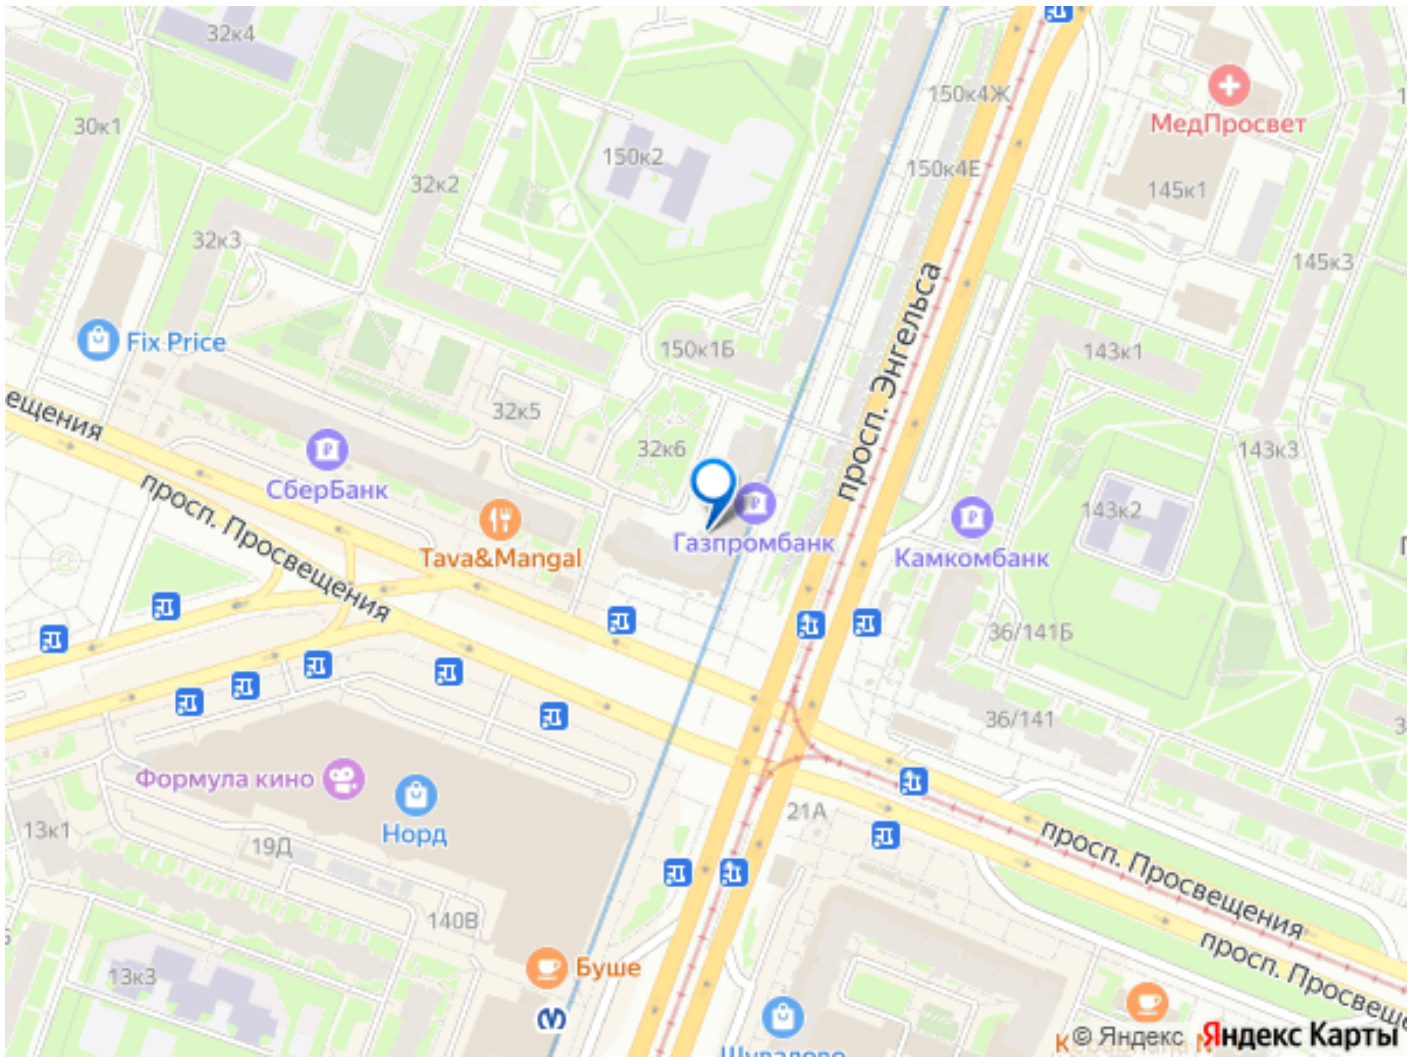 32к4
150к4Ж
МедПросвет
30к1
150к2
150к4Е
32к2
145к1
32к3
просп. Энгельса
145к3
Fix Price
150к1Б
143к1
32к5
ещения
32к6
143к3
СберБанк
просп. Просвещения
143к2
Tava&Mangal
Газпромбанк
Камкомбанк
36/141Б
36/141
Формула кино
Норд
21А
13к1
19Д
просп. Просвещения
140В
просп. Просвеще
13к3
Буше
Шувалово
© Яндекс
Яндекс Карты